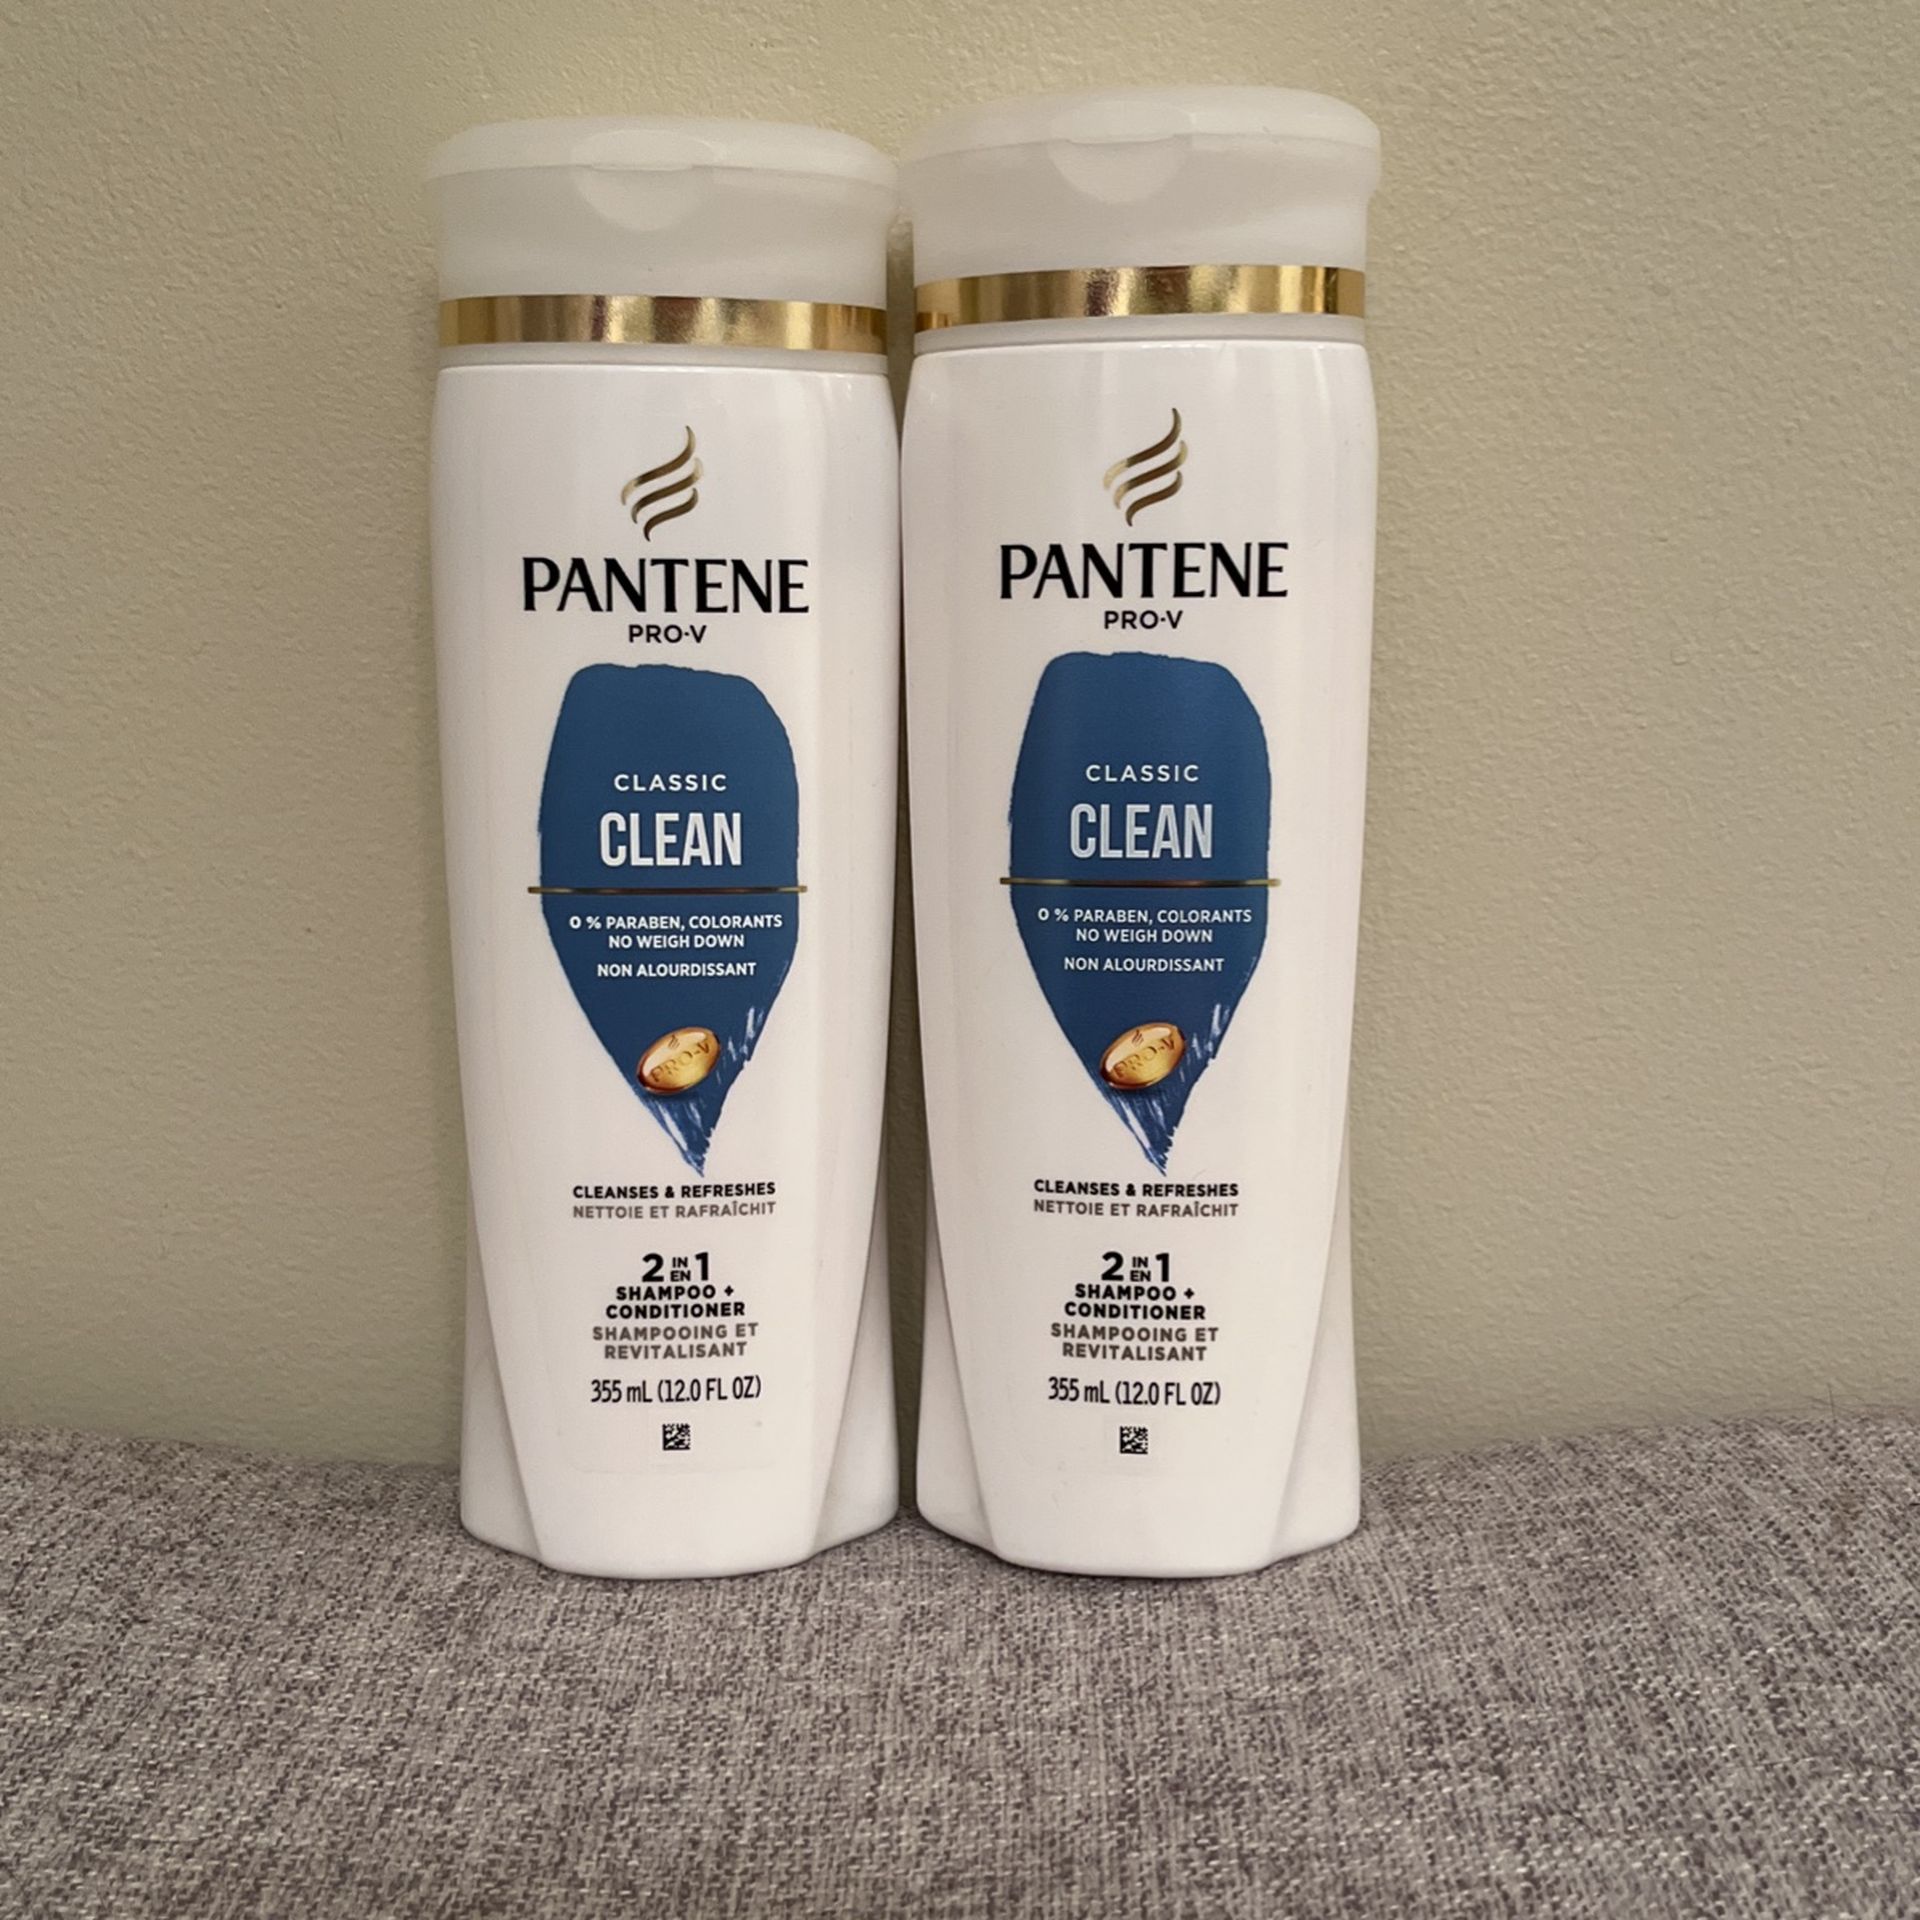 PANTENE
PRO-V
CLASSIC
CLEAN
0 % PARABEN, COLORANTS
NO WEIGH DOWN
NON ALOURDISSANT
PRO-V
CLEANSES & REFRESHES
NETTOIE ET RAFRAÎCHIT
2 IN EN 1
SHAMPOO +
CONDITIONER
SHAMPOOING ET
REVITALISANT
355 mL (12.0 FL OZ)
PANTENE
PRO-V
CLASSIC
CLEAN
0 % PARABEN, COLORANTS
NO WEIGH DOWN
NON ALOURDISSANT
PRO-V
CLEANSES & REFRESHES
NETTOIE ET RAFRAÎCHIT
2 IN EN 1
SHAMPOO +
CONDITIONER
SHAMPOOING ET
REVITALISANT
355 mL (12.0 FL OZ)